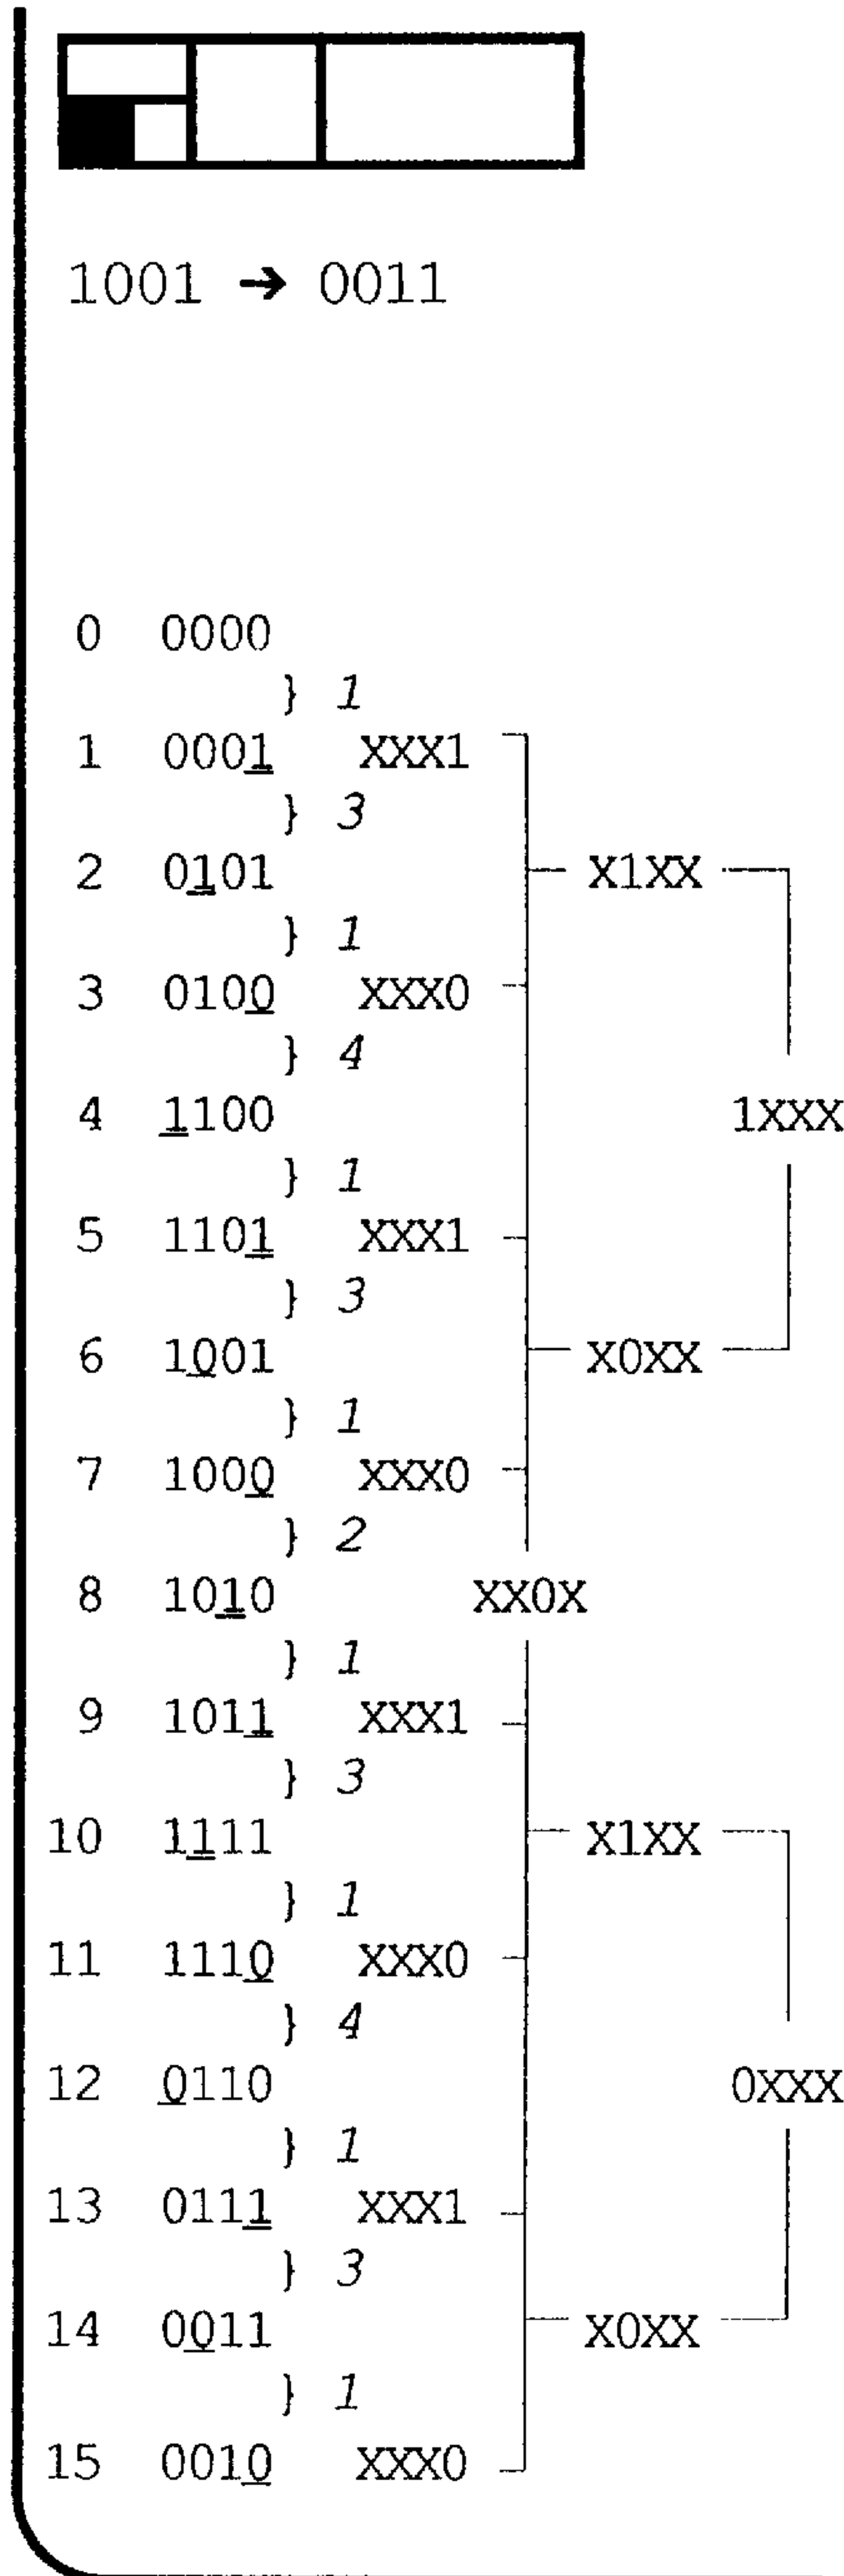 1001 → 0011
0 0000
} 1
1 0001 XXX1
} 3
2 0101 X1XX
} 1
3 0100 XXX0
} 4
4 1100 1XXX
} 1
5 1101 XXX1
} 3
6 1001 X0XX
} 1
7 1000 XXX0
} 2
8 1010 XX0X
} 1
9 1011 XXX1
} 3
10 1111 X1XX
} 1
11 1110 XXX0
} 4
12 0110 0XXX
} 1
13 0111 XXX1
} 3
14 0011 X0XX
} 1
15 0010 XXX0